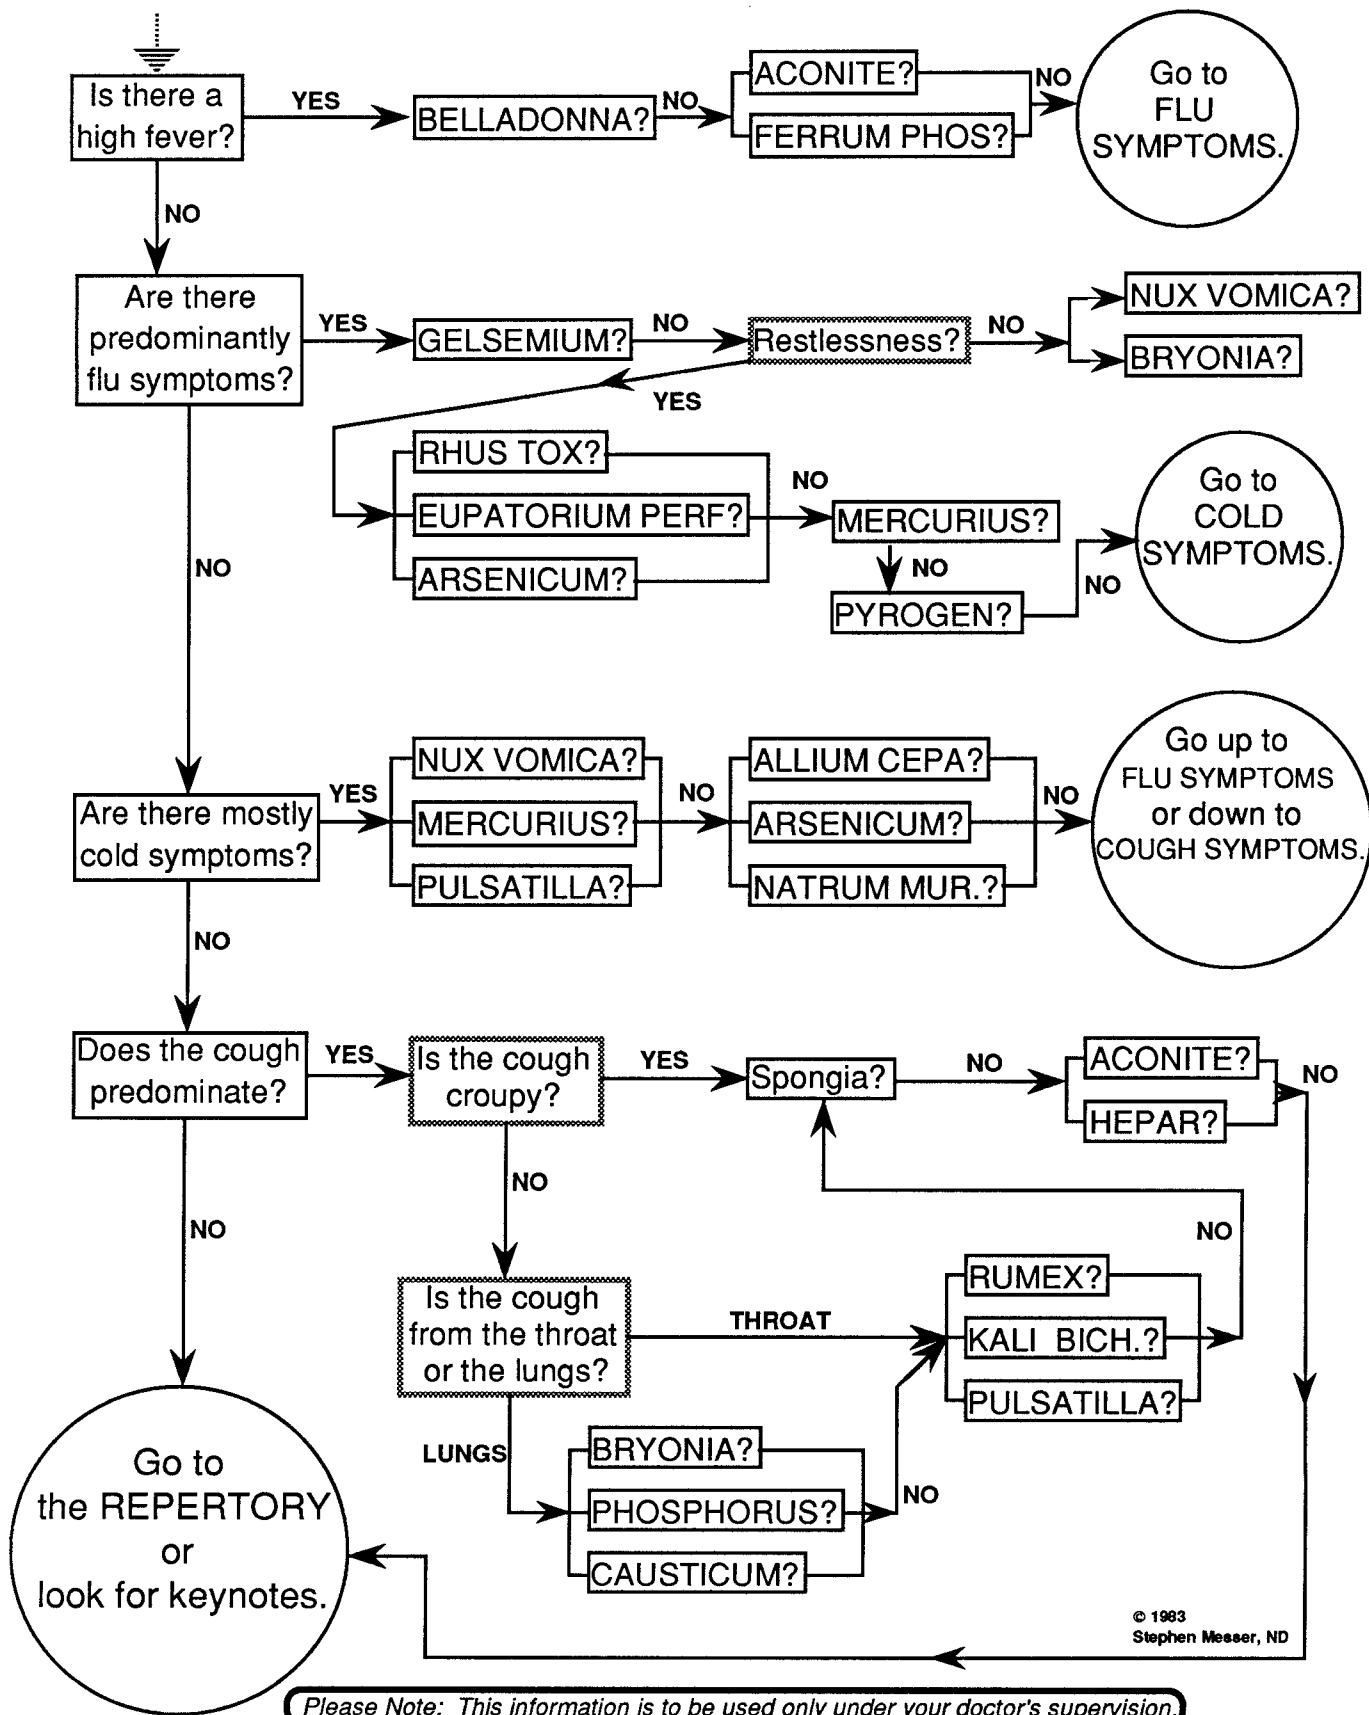 Is there a
high fever?
YES
BELLADONNA?
NO
ACONITE?
FERRUM PHOS?
NO
Go to
FLU
SYMPTOMS.
NO
Are there
predominantly
flu symptoms?
YES
GELSEMIUM?
NO
Restlessness?
NO
NUX VOMICA?
BRYONIA?
YES
RHUS TOX?
EUPATORIUM PERF?
ARSENICUM?
NO
MERCURIUS?
NO
PYROGEN?
NO
Go to
COLD
SYMPTOMS.
NO
Are there mostly
cold symptoms?
YES
NUX VOMICA?
MERCURIUS?
PULSATILLA?
NO
ALLIUM CEPA?
ARSENICUM?
NATRUM MUR.?
NO
Go up to
FLU SYMPTOMS
or down to
COUGH SYMPTOMS.
NO
Does the cough
predominate?
YES
Is the cough
croupy?
YES
Spongia?
NO
ACONITE?
HEPAR?
NO
NO
Is the cough
from the throat
or the lungs?
THROAT
RUMEX?
KALI BICH.?
PULSATILLA?
NO
LUNGS
BRYONIA?
PHOSPHORUS?
CAUSTICUM?
NO
NO
Go to
the REPERTORY
or
look for keynotes.
© 1983
Stephen Messer, ND
Please Note: This information is to be used only under your doctor's supervision.